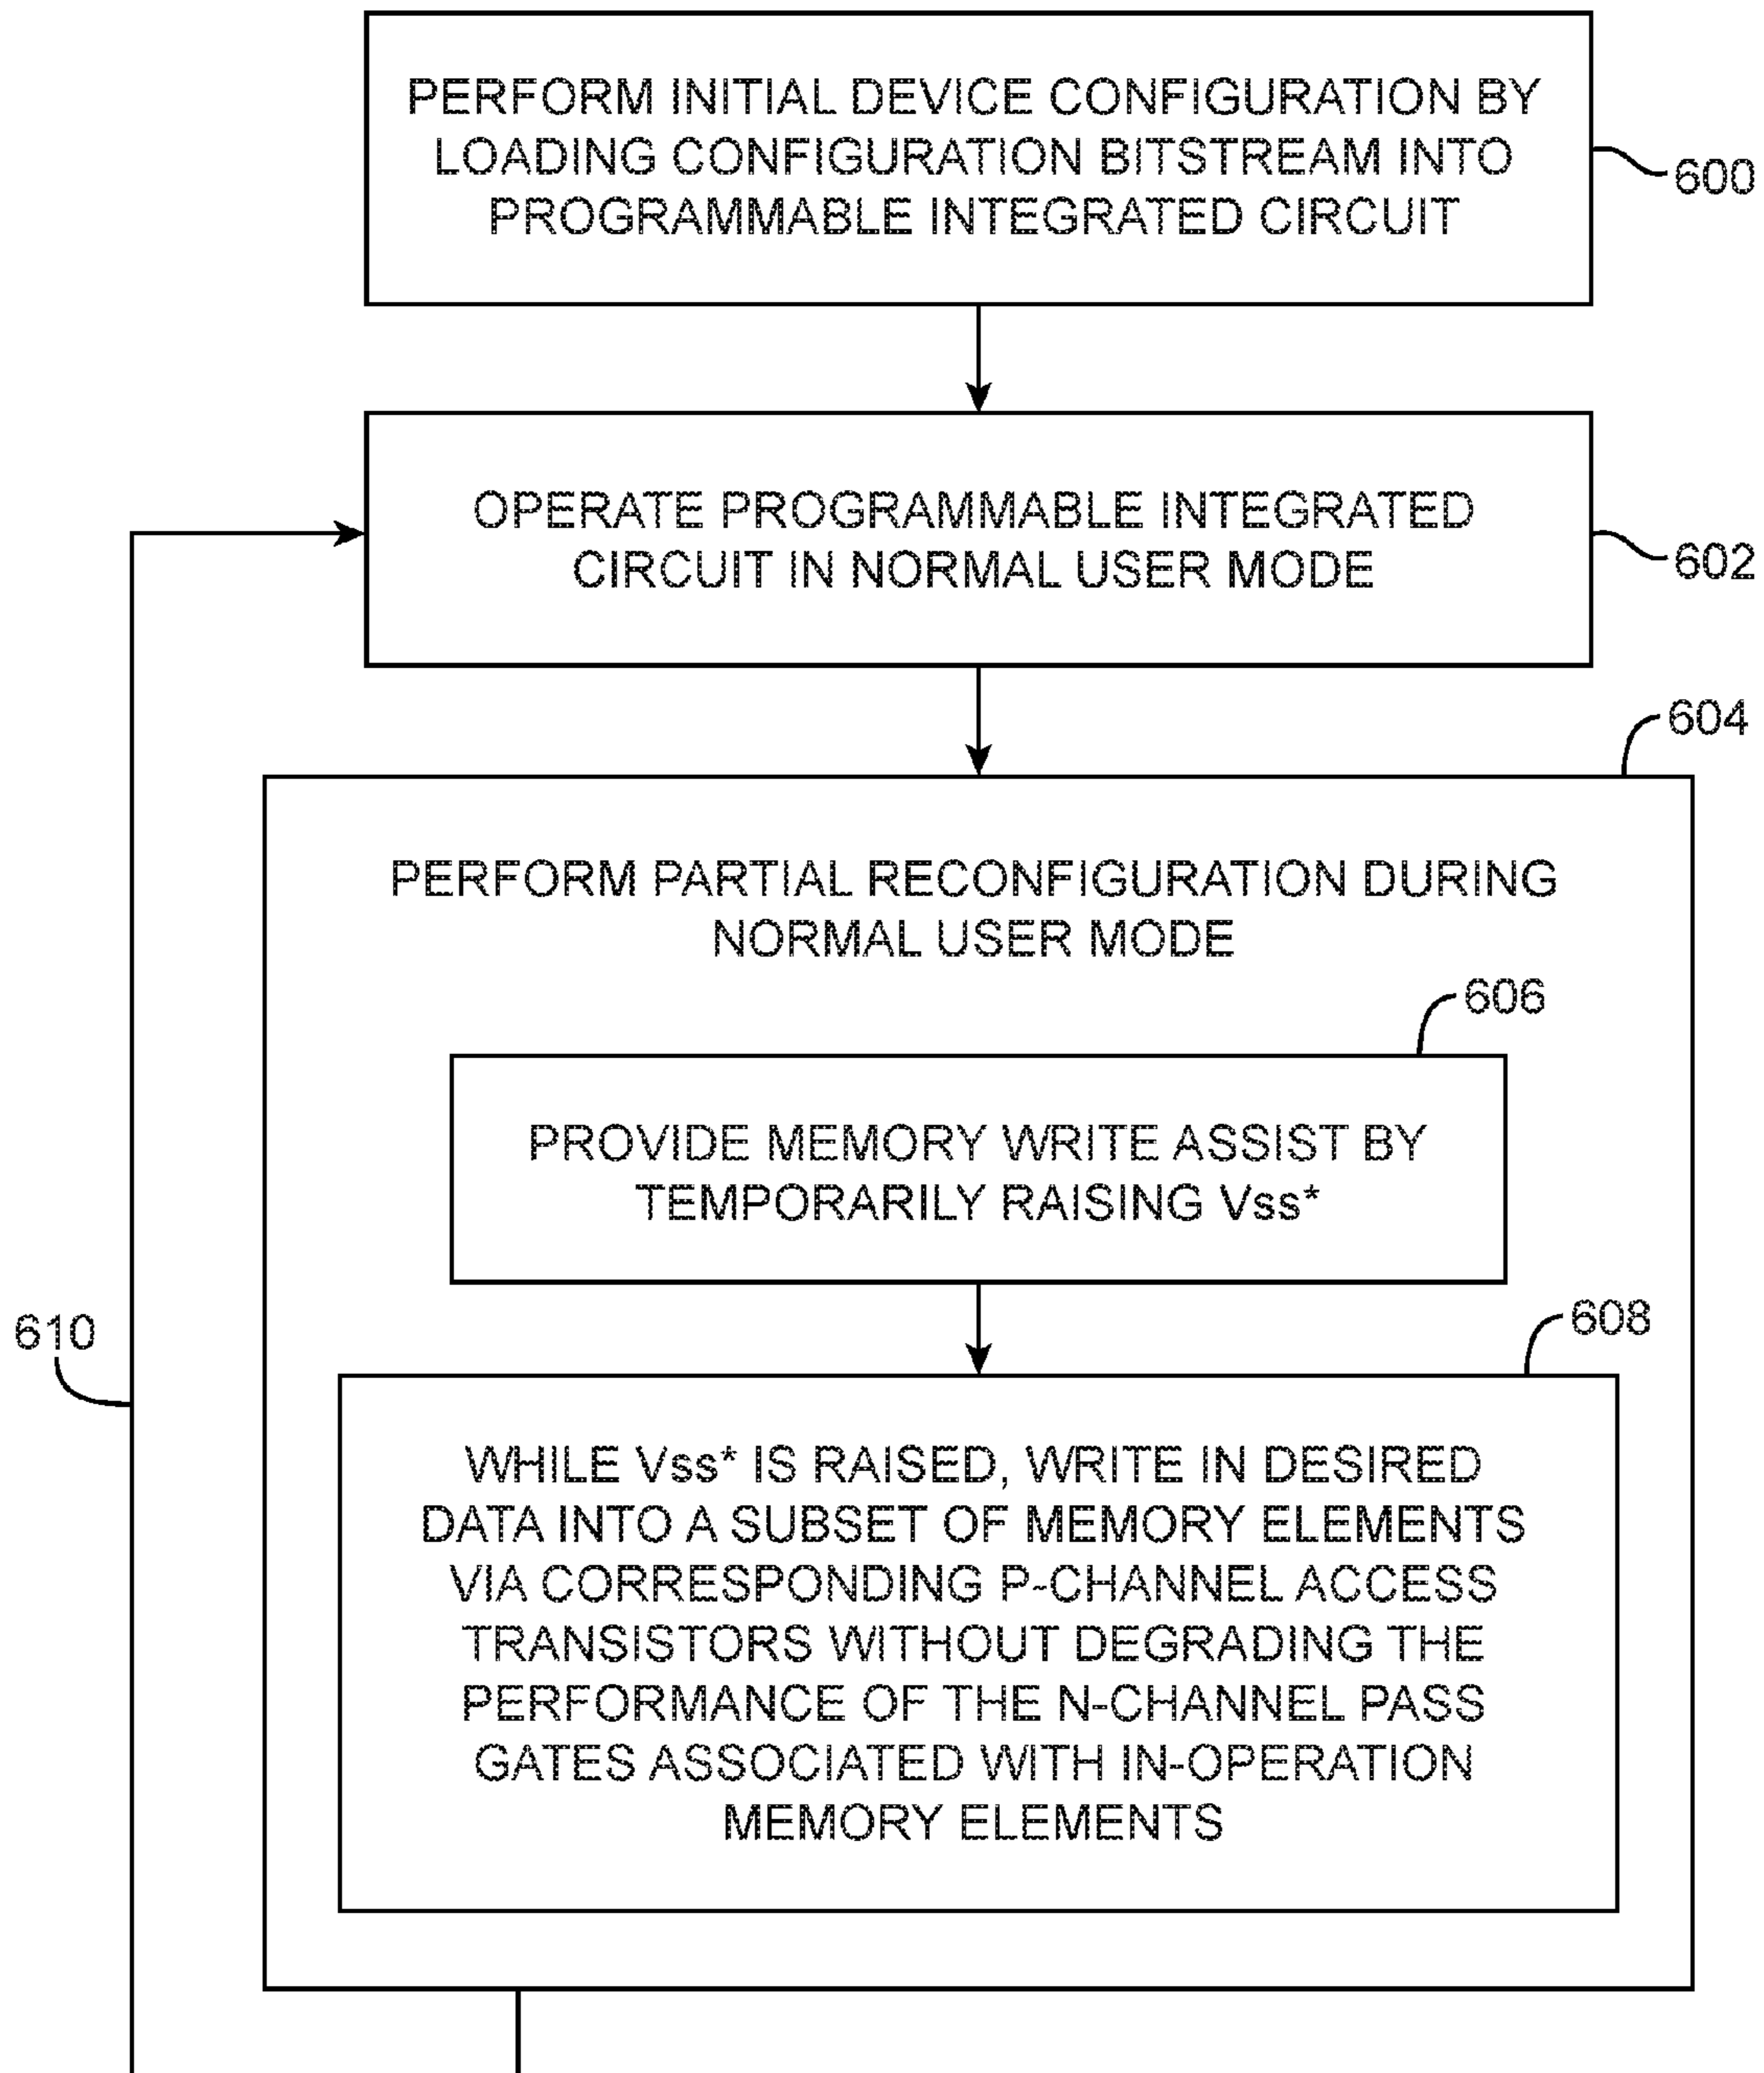 PERFORM INITIAL DEVICE CONFIGURATION BY
LOADING CONFIGURATION BITSTREAM INTO
PROGRAMMABLE INTEGRATED CIRCUIT
600
OPERATE PROGRAMMABLE INTEGRATED
CIRCUIT IN NORMAL USER MODE
602
604
PERFORM PARTIAL RECONFIGURATION DURING
NORMAL USER MODE
606
PROVIDE MEMORY WRITE ASSIST BY
TEMPORARILY RAISING Vss*
608
610
WHILE Vss* IS RAISED, WRITE IN DESIRED
DATA INTO A SUBSET OF MEMORY ELEMENTS
VIA CORRESPONDING P-CHANNEL ACCESS
TRANSISTORS WITHOUT DEGRADING THE
PERFORMANCE OF THE N-CHANNEL PASS
GATES ASSOCIATED WITH IN-OPERATION
MEMORY ELEMENTS